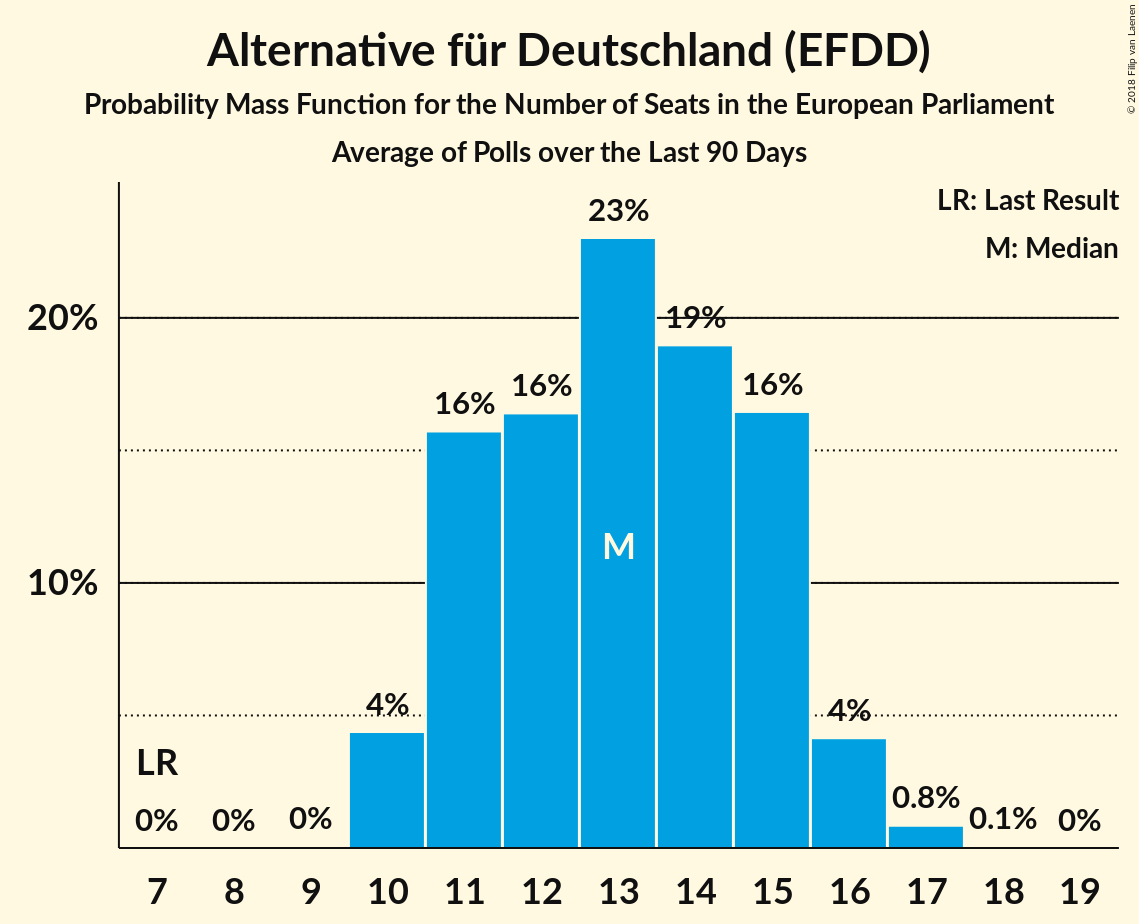 Alternative für Deutschland (EFDD)
Probability Mass Function for the Number of Seats in the European Parliament
Average of Polls over the Last 90 Days
© 2018 Filip van Laenen
LR: Last Result
M: Median
23%
20%
19%
16%
16%
16%
M
10%
4%
4%
LR
0%
0%
0%
0.8%
0.1%
0%
7 8 9 10 11 12 13 14 15 16 17 18 19